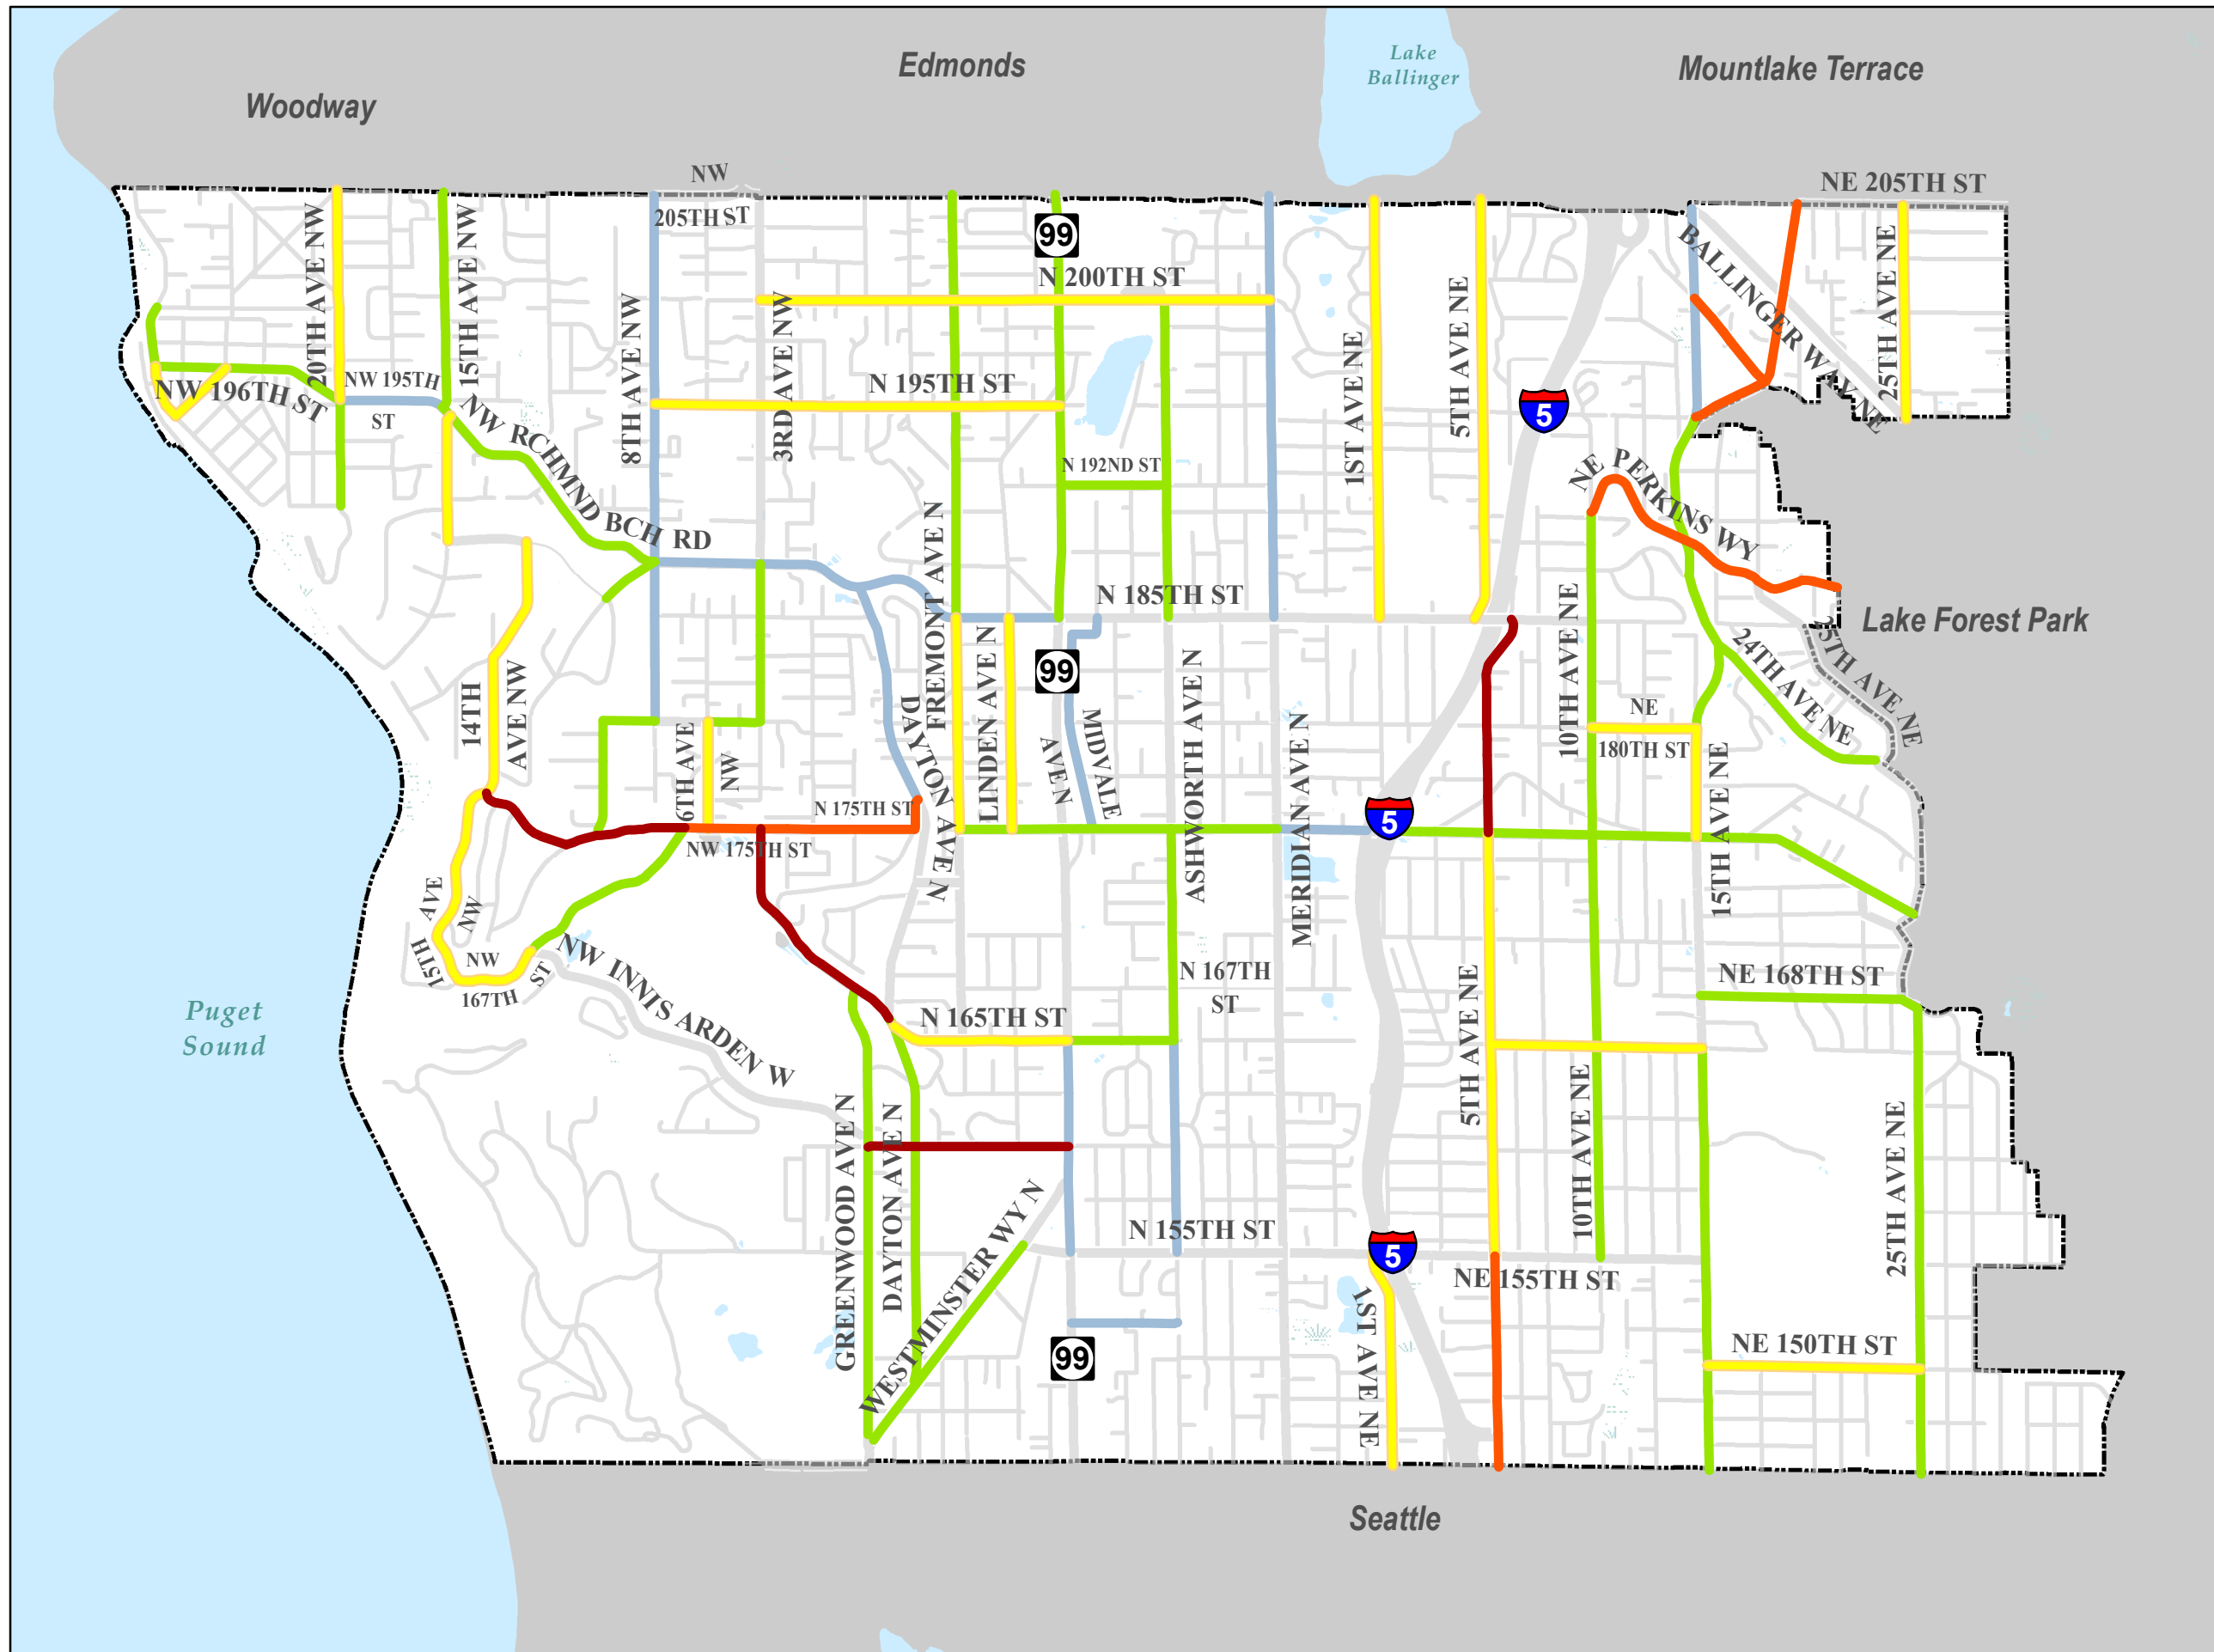 Edmonds
Lake
Ballinger
Mountlake Terrace
Woodway
NW
205TH ST
NE 205TH ST
99
N 200TH ST
20TH AVE NW
15TH AVE NW
8TH AVE NW
3RD AVE NW
1ST AVE NE
5TH AVE NE
BALLINGER WAY NE
25TH AVE NE
NW 196TH ST
NW 195TH
ST
N 195TH ST
5
NW RCHMND BCH RD
N 192ND ST
NE PERKINS WY
FREMONT AVE N
N 185TH ST
10TH AVE NE
Lake Forest Park
25TH AVE NE
24TH AVE NE
14TH
AVE NW
6TH AVE
NW
DAYTON AVE N
LINDEN AVE N
99
AVE N
MIDVALE
ASHWORTH AVE N
MERIDIAN AVE N
NE
180TH ST
15TH AVE NE
N 175TH ST
NW 175TH ST
5
15TH
AVE
NW
NW
167TH
ST
NW INNIS ARDEN W
N 167TH
ST
N 165TH ST
5TH AVE NE
NE 168TH ST
Puget
Sound
GREENWOOD AVE N
DAYTON AVE N
WESTMINSTER WY N
10TH AVE NE
25TH AVE NE
N 155TH ST
5
NE 155TH ST
1ST AVE NE
99
NE 150TH ST
Seattle